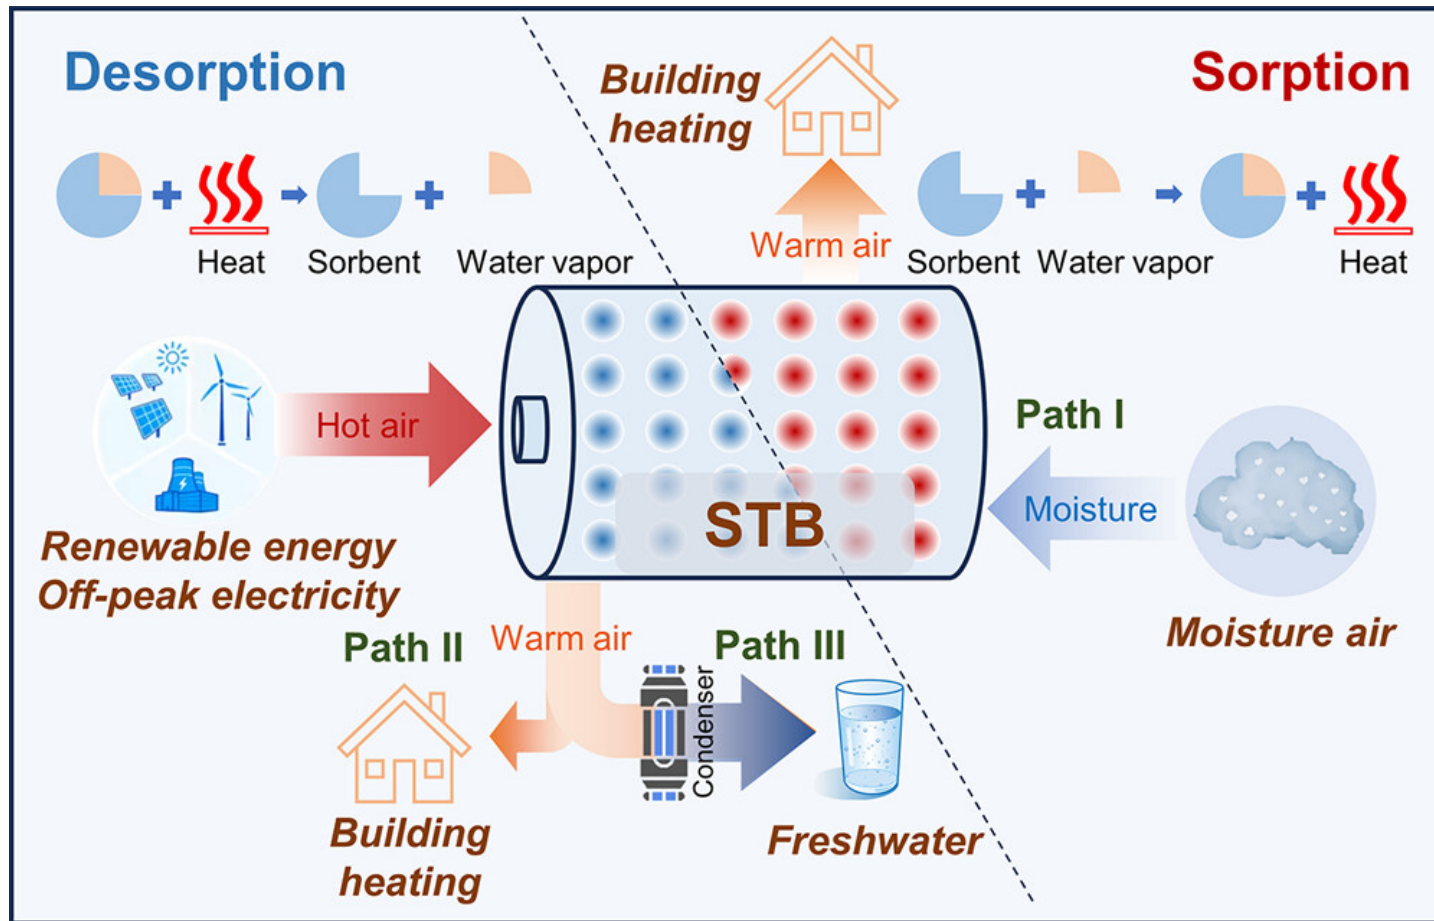 Desorption
Sorption
Building
heating
Heat
Sorbent
Water vapor
Warm air
Sorbent
Water vapor
Heat
Hot air
Path I
Moisture
STB
Renewable energy
Off-peak electricity
Moisture air
Path II
Warm air
Path III
Condenser
Building
heating
Freshwater